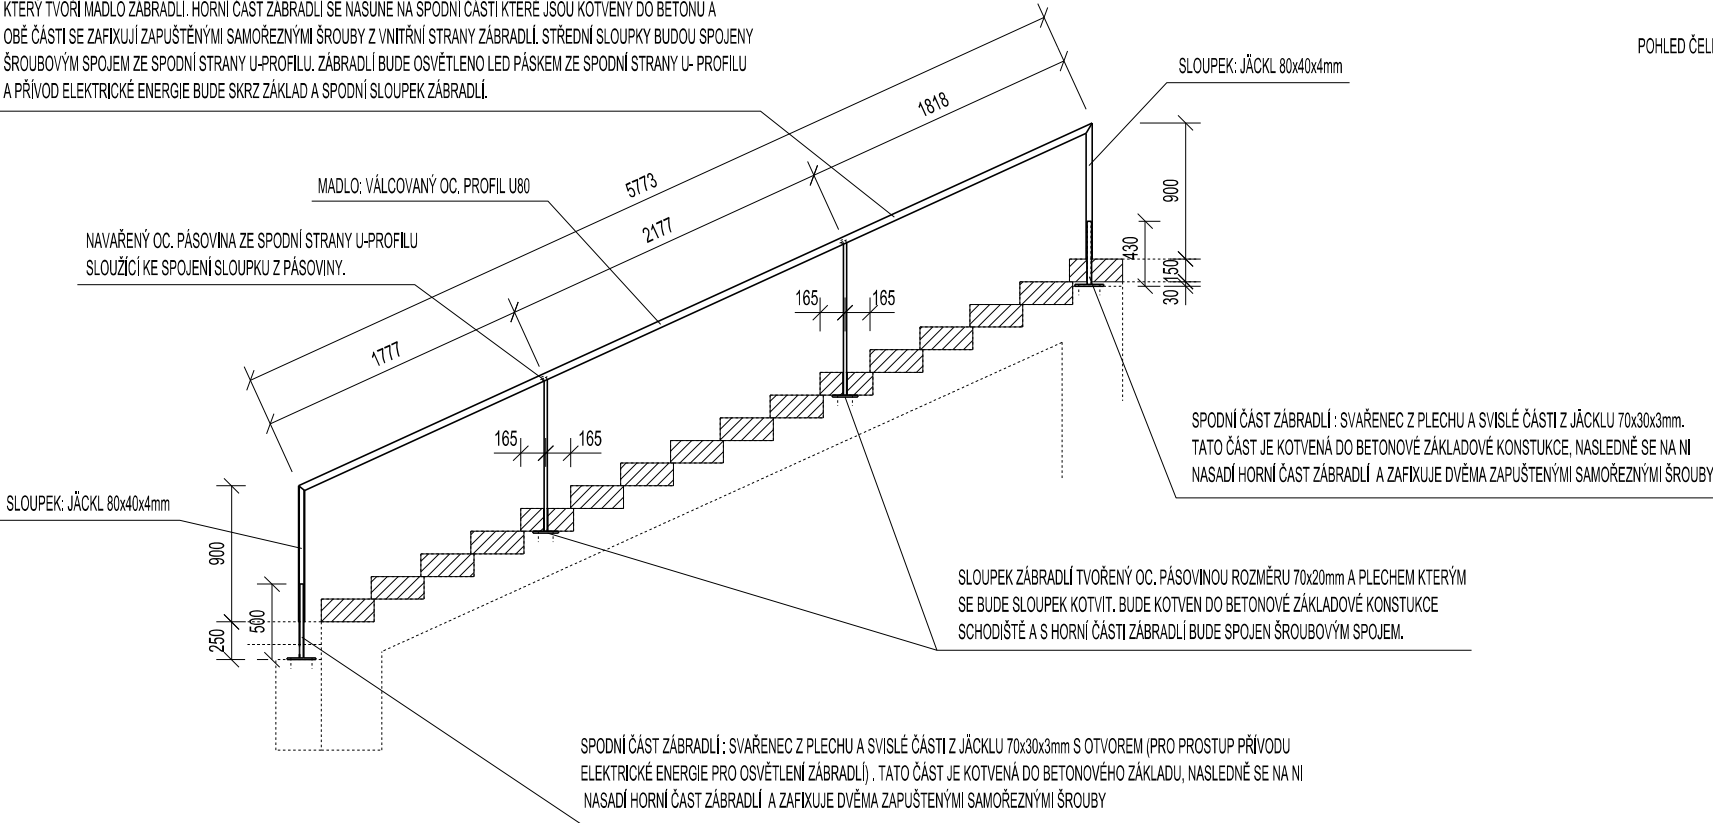 KTERÝ TVOŘÍ MADLO ZÁBRADLÍ. HORNÍ ČÁST ZÁBRADLÍ SE NASUNE NA SPODNÍ ČÁSTI KTERÉ JSOU KOTVENY DO BETONU A
OBĚ ČÁSTI SE ZAFIXUJÍ ZAPUŠTĚNÝMI SAMOŘEZNÝMI ŠROUBY Z VNITŘNÍ STRANY ZÁBRADLÍ. STŘEDNÍ SLOUPKY BUDOU SPOJENY
ŠROUBOVÝM SPOJEM ZE SPODNÍ STRANY U-PROFILU. ZÁBRADLÍ BUDE OSVĚTLENO LED PÁSKEM ZE SPODNÍ STRANY U- PROFILU
A PŘÍVOD ELEKTRICKÉ ENERGIE BUDE SKRZ ZÁKLAD A SPODNÍ SLOUPEK ZÁBRADLÍ.
POHLED ČEL
SLOUPEK: JÄCKL 80x40x4mm
1818
5773
2177
1777
MADLO: VÁLCOVANÝ OC. PROFIL U80
NAVAŘENÝ OC. PÁSOVINA ZE SPODNÍ STRANY U-PROFILU
SLOUŽÍCÍ KE SPOJENÍ SLOUPKU Z PÁSOVINY.
900
430
150
30
165 165
165 165
SPODNÍ ČÁST ZÁBRADLÍ : SVAŘENEC Z PLECHU A SVISLÉ ČÁSTI Z JÄCKLU 70x30x3mm.
TATO ČÁST JE KOTVENÁ DO BETONOVÉ ZÁKLADOVÉ KONSTUKCE, NASLEDNĚ SE NA NI
NASADÍ HORNÍ ČAST ZÁBRADLÍ A ZAFIXUJE DVĚMA ZAPUŠTENÝMI SAMOŘEZNÝMI ŠROUBY
SLOUPEK: JÄCKL 80x40x4mm
900
500
250
SLOUPEK ZÁBRADLÍ TVOŘENÝ OC. PÁSOVINOU ROZMĚRU 70x20mm A PLECHEM KTERÝM
SE BUDE SLOUPEK KOTVIT. BUDE KOTVEN DO BETONOVÉ ZÁKLADOVÉ KONSTUKCE
SCHODIŠTĚ A S HORNÍ ČÁSTI ZÁBRADLÍ BUDE SPOJEN ŠROUBOVÝM SPOJEM.
SPODNÍ ČÁST ZÁBRADLÍ : SVAŘENEC Z PLECHU A SVISLÉ ČÁSTI Z JÄCKLU 70x30x3mm S OTVOREM (PRO PROSTUP PŘÍVODU
ELEKTRICKÉ ENERGIE PRO OSVĚTLENÍ ZÁBRADLÍ) . TATO ČÁST JE KOTVENÁ DO BETONOVÉHO ZÁKLADU, NASLEDNĚ SE NA NI
NASADÍ HORNÍ ČAST ZÁBRADLÍ A ZAFIXUJE DVĚMA ZAPUŠTENÝMI SAMOŘEZNÝMI ŠROUBY